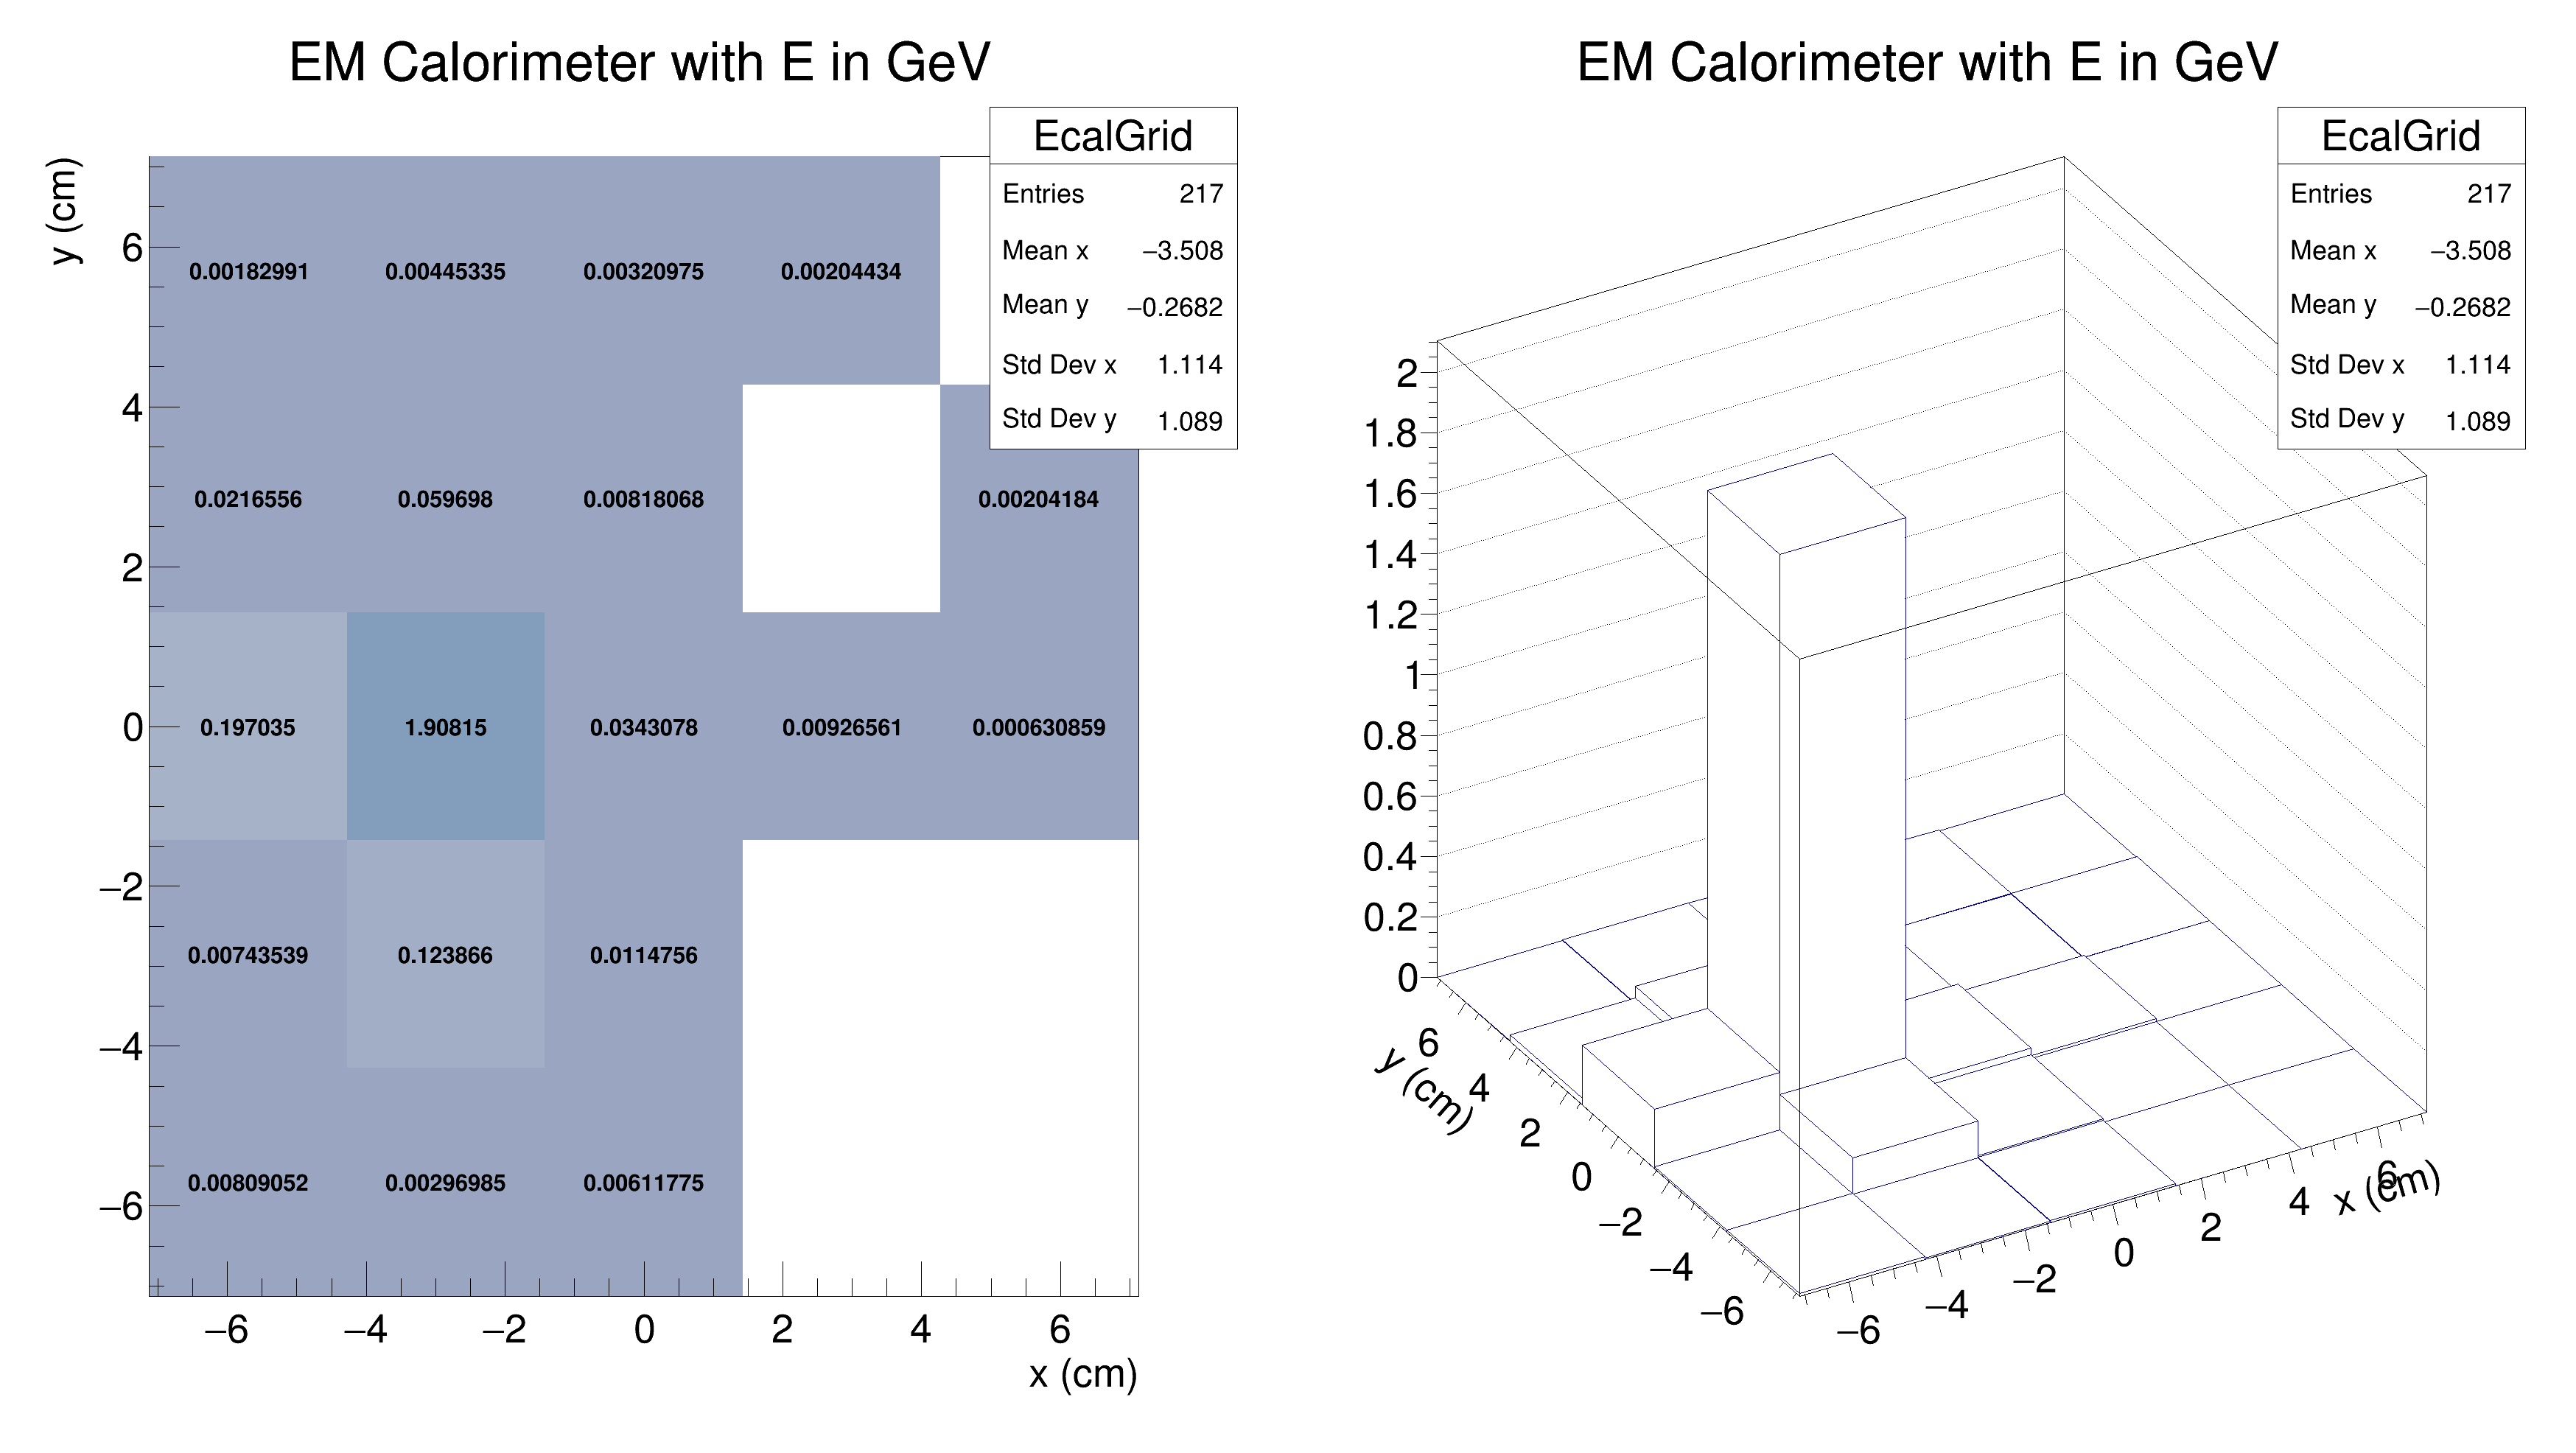 EM Calorimeter with E in GeV
EcalGrid
Entries 217
Mean x −3.508
Mean y −0.2682
Std Dev x 1.114
Std Dev y 1.089
y (cm)
6
4
2
0
−2
−4
−6
0.00182991 0.00445335 0.00320975 0.00204434
0.0216556 0.059698 0.00818068 0.00204184
0.197035 1.90815 0.0343078 0.00926561 0.000630859
0.00743539 0.123866 0.0114756
0.00809052 0.00296985 0.00611775
−6 −4 −2 0 2 4 6
x (cm)
EM Calorimeter with E in GeV
EcalGrid
Entries 217
Mean x −3.508
Mean y −0.2682
Std Dev x 1.114
Std Dev y 1.089
2
1.8
1.6
1.4
1.2
1
0.8
0.6
0.4
0.2
0
y (cm)
6
4
2
0
−2
−4
−6
−6 −4 −2 0 2 4 6
x (cm)